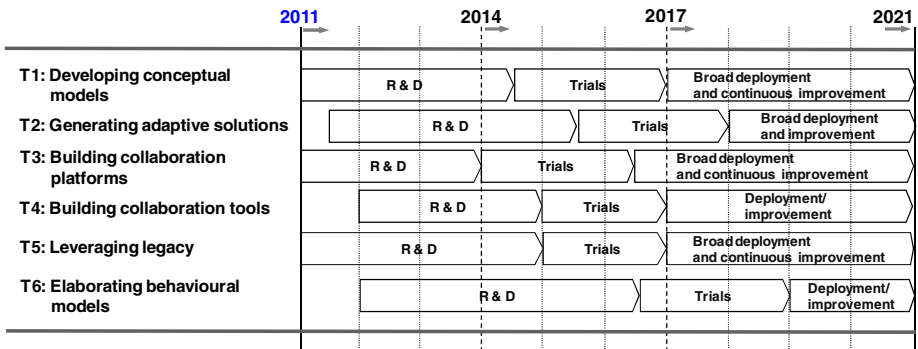 2011 2014 2017 2021
T1: Developing conceptual
models
R & D
Trials
Broad deployment
and continuous improvement
T2: Generating adaptive solutions
R & D
Trials
Broad deployment
and improvement
T3: Building collaboration
platforms
R & D
Trials
Broad deployment
and continuous improvement
T4: Building collaboration tools
R & D
Trials
Deployment/
improvement
T5: Leveraging legacy
R & D
Trials
Broad deployment
and continuous improvement
T6: Elaborating behavioural
models
R & D
Trials
Deployment/
improvement